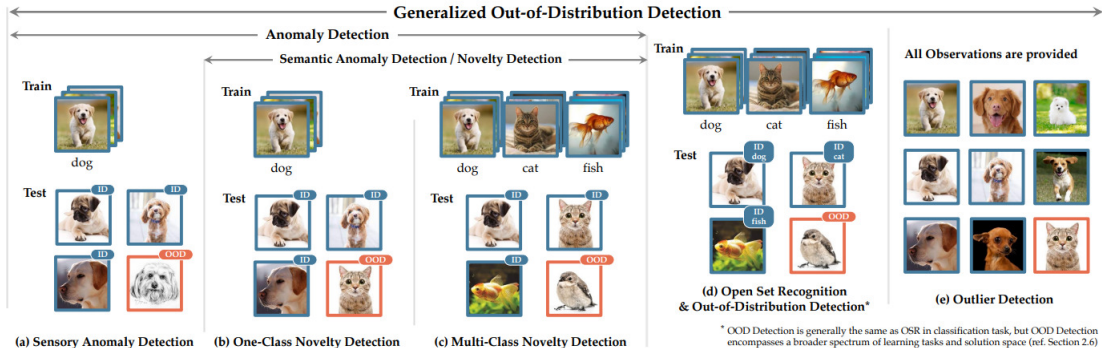 Generalized Out-of-Distribution Detection
Anomaly Detection
Semantic Anomaly Detection / Novelty Detection
Train
dog
Test
ID
ID
ID
OOD
(a) Sensory Anomaly Detection
Train
dog
Test
ID
ID
ID
OOD
(b) One-Class Novelty Detection
Train
dog cat fish
Test
ID
ID
ID
OOD
(c) Multi-Class Novelty Detection
Train
dog cat fish
Test
ID
dog
ID
cat
ID
fish
OOD
(d) Open Set Recognition
& Out-of-Distribution Detection*
All Observations are provided
(e) Outlier Detection
* OOD Detection is generally the same as OSR in classification task, but OOD Detection
encompasses a broader spectrum of learning tasks and solution space (ref. Section 2.6)